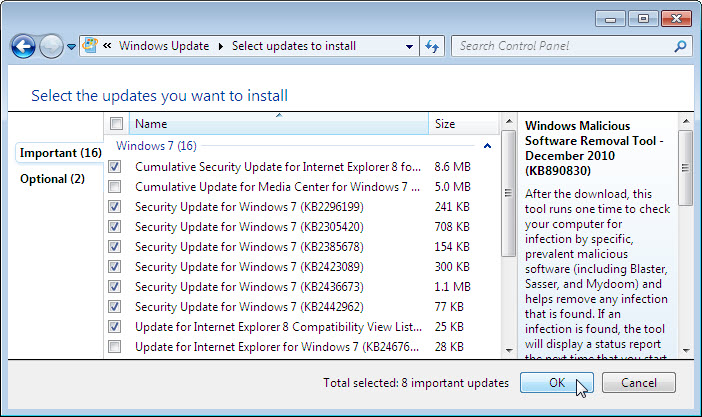 « Windows Update ▸ Select updates to install
Search Control Panel
Select the updates you want to install
Important (16)
Optional (2)
Name Size
Windows 7 (16)
Cumulative Security Update for Internet Explorer 8 fo... 8.6 MB
Cumulative Update for Media Center for Windows 7 ... 5.0 MB
Security Update for Windows 7 (KB2296199) 241 KB
Security Update for Windows 7 (KB2305420) 708 KB
Security Update for Windows 7 (KB2385678) 154 KB
Security Update for Windows 7 (KB2423089) 300 KB
Security Update for Windows 7 (KB2436673) 1.1 MB
Security Update for Windows 7 (KB2442962) 77 KB
Update for Internet Explorer 8 Compatibility View List... 25 KB
Update for Internet Explorer for Windows 7 (KB24676... 28 KB
Windows Malicious
Software Removal Tool -
December 2010
(KB890830)
After the download, this
tool runs one time to check
your computer for
infection by specific,
prevalent malicious
software (including Blaster,
Sasser, and Mydoom) and
helps remove any infection
that is found. If an
infection is found, the tool
will display a status report
the next time that you start
Total selected: 8 important updates
OK
Cancel